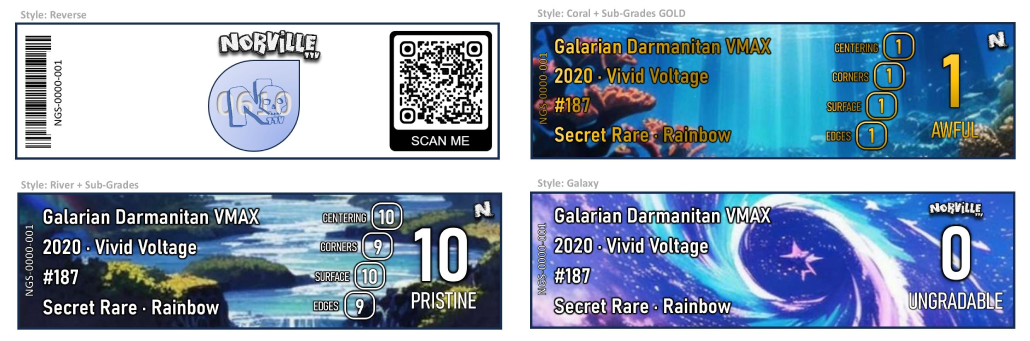 Style: Reverse
NGS-0000-001
NORVILLE
TTV
N
TTV
SCAN ME
Style: Coral + Sub-Grades GOLD
NGS-0000-001
Galarian Darmanitan VMAX
2020 · Vivid Voltage
#187
Secret Rare · Rainbow
CENTERING 1
CORNERS 1
SURFACE 1
EDGES 1
N
1
AWFUL
Style: River + Sub-Grades
NGS-0000-001
Galarian Darmanitan VMAX
2020 · Vivid Voltage
#187
Secret Rare · Rainbow
CENTERING 10
CORNERS 9
SURFACE 10
EDGES 9
N
10
PRISTINE
Style: Galaxy
NGS-0000-001
Galarian Darmanitan VMAX
2020 · Vivid Voltage
#187
Secret Rare · Rainbow
NORVILLE
TTV
0
UNGRADABLE